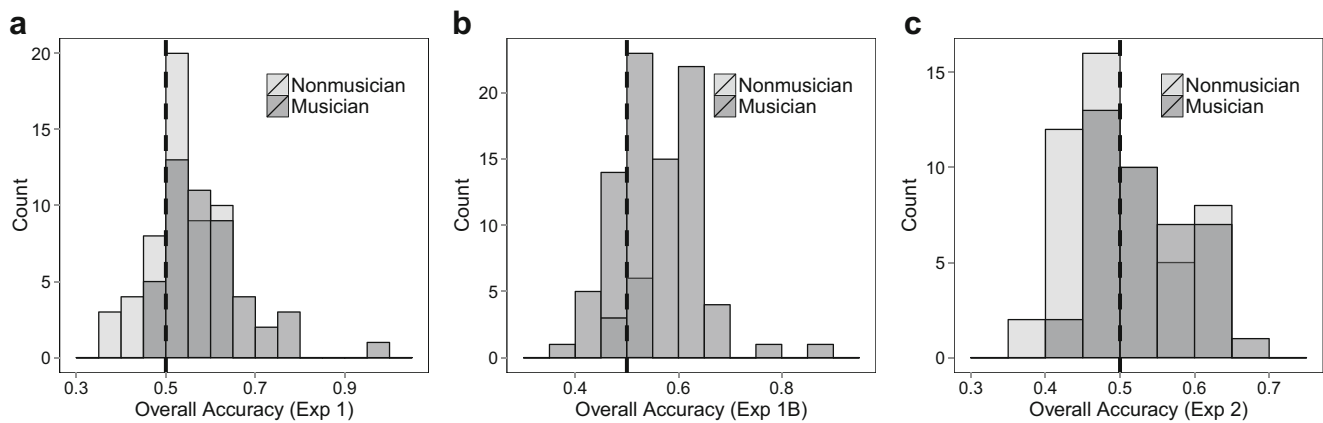 a
Nonmusician
Musician
Count
20
15
10
5
0
0.3 0.5 0.7 0.9
Overall Accuracy (Exp 1)
b
Nonmusician
Musician
Count
20
15
10
5
0
0.4 0.6 0.8
Overall Accuracy (Exp 1B)
c
Nonmusician
Musician
Count
15
10
5
0
0.3 0.4 0.5 0.6 0.7
Overall Accuracy (Exp 2)